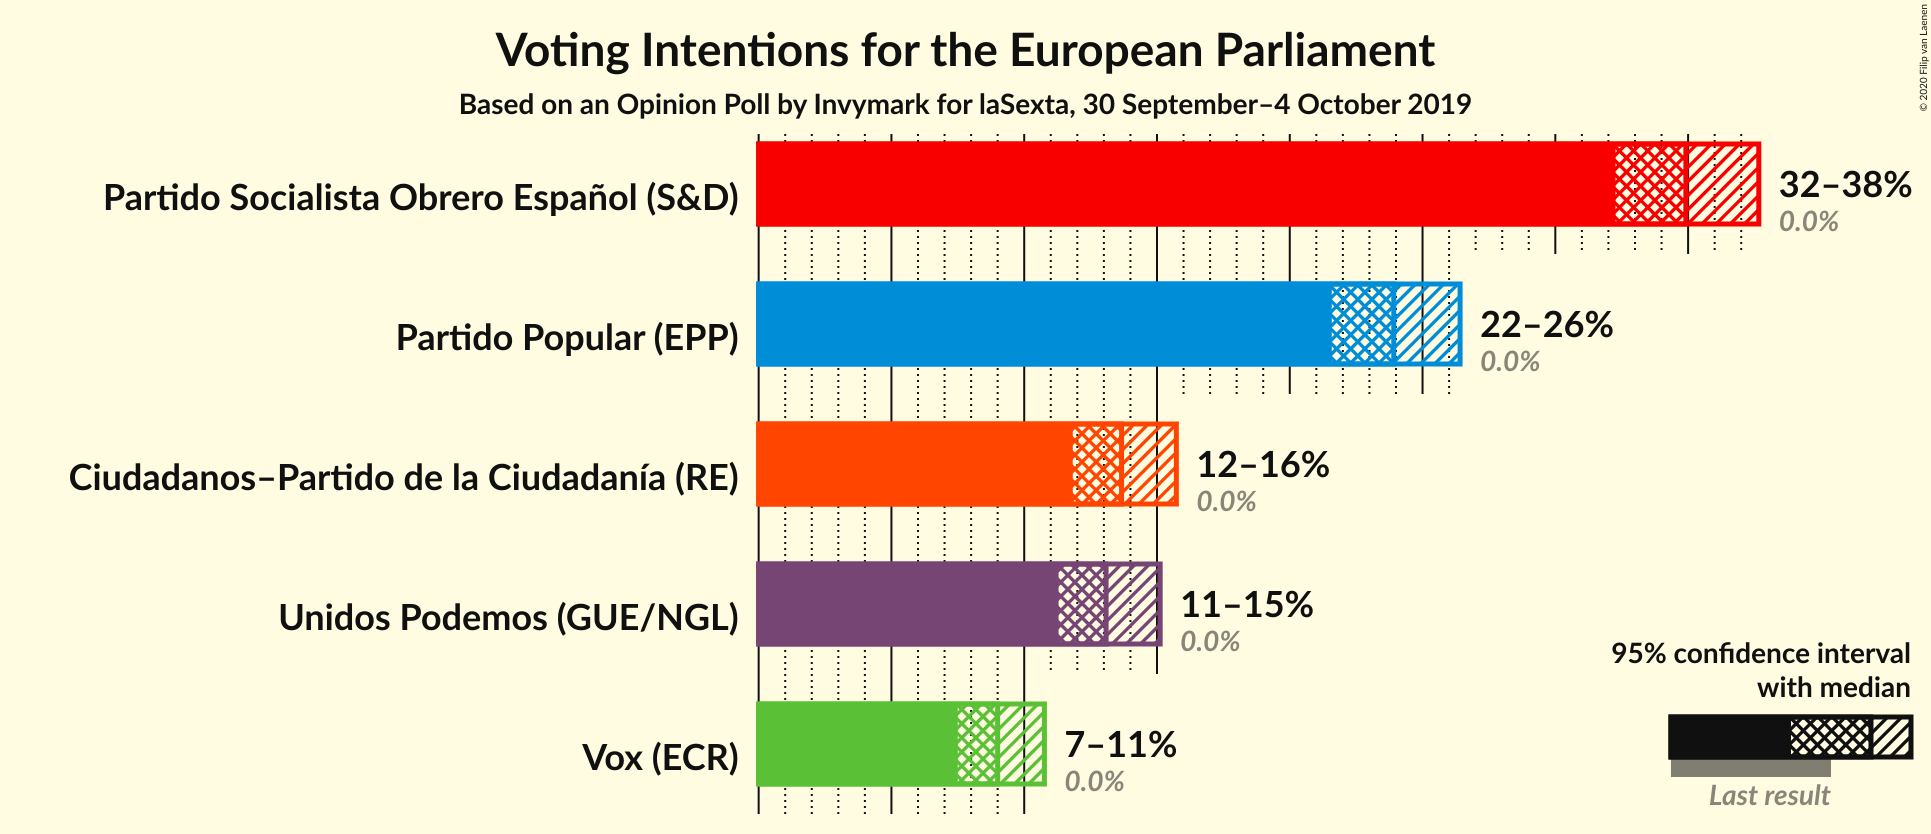 Voting Intentions for the European Parliament
Based on an Opinion Poll by Invymark for laSexta, 30 September–4 October 2019
© 2020 Filip van Laenen
Partido Socialista Obrero Español (S&D)
32–38%
0.0%
Partido Popular (EPP)
22–26%
0.0%
Ciudadanos–Partido de la Ciudadanía (RE)
12–16%
0.0%
Unidos Podemos (GUE/NGL)
11–15%
0.0%
Vox (ECR)
7–11%
0.0%
95% confidence interval
with median
Last result